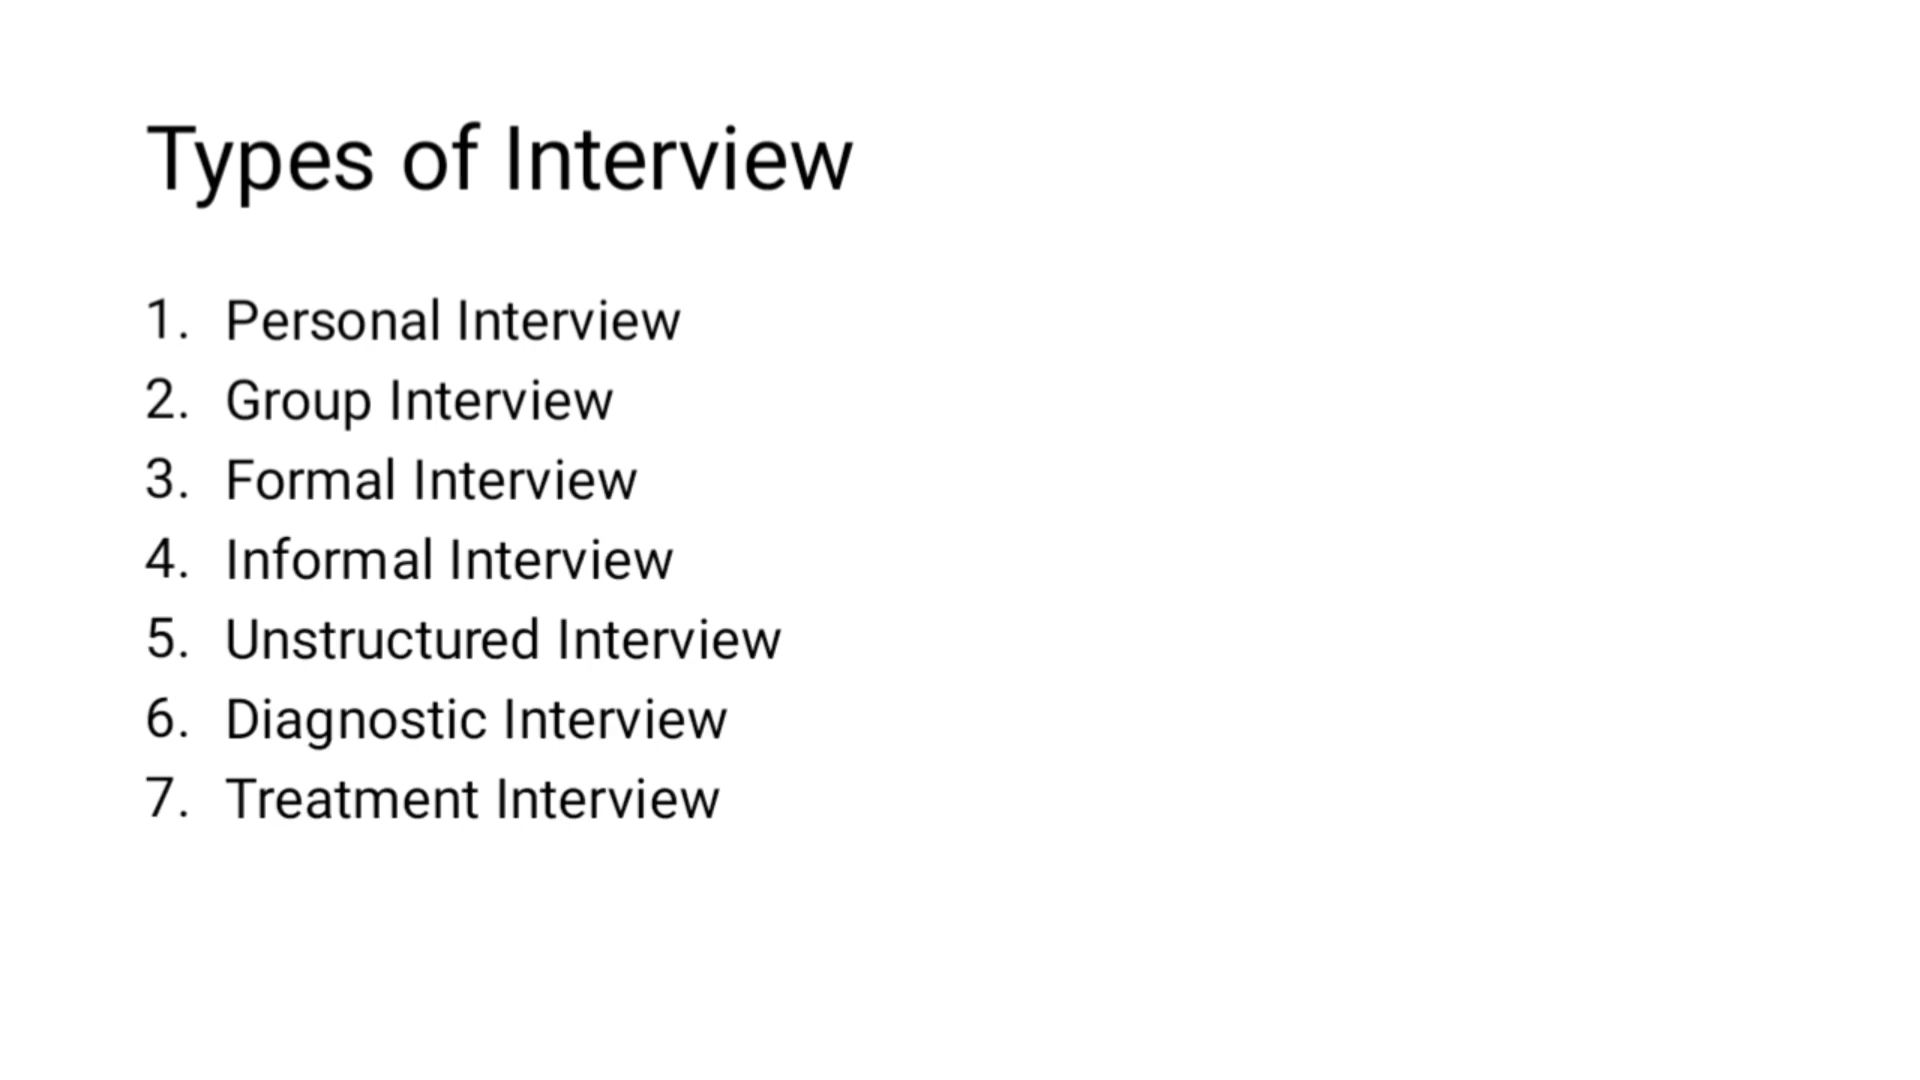 Types of Interview
1. Personal Interview
2. Group Interview
3. Formal Interview
4. Informal Interview
5. Unstructured Interview
6. Diagnostic Interview
7. Treatment Interview